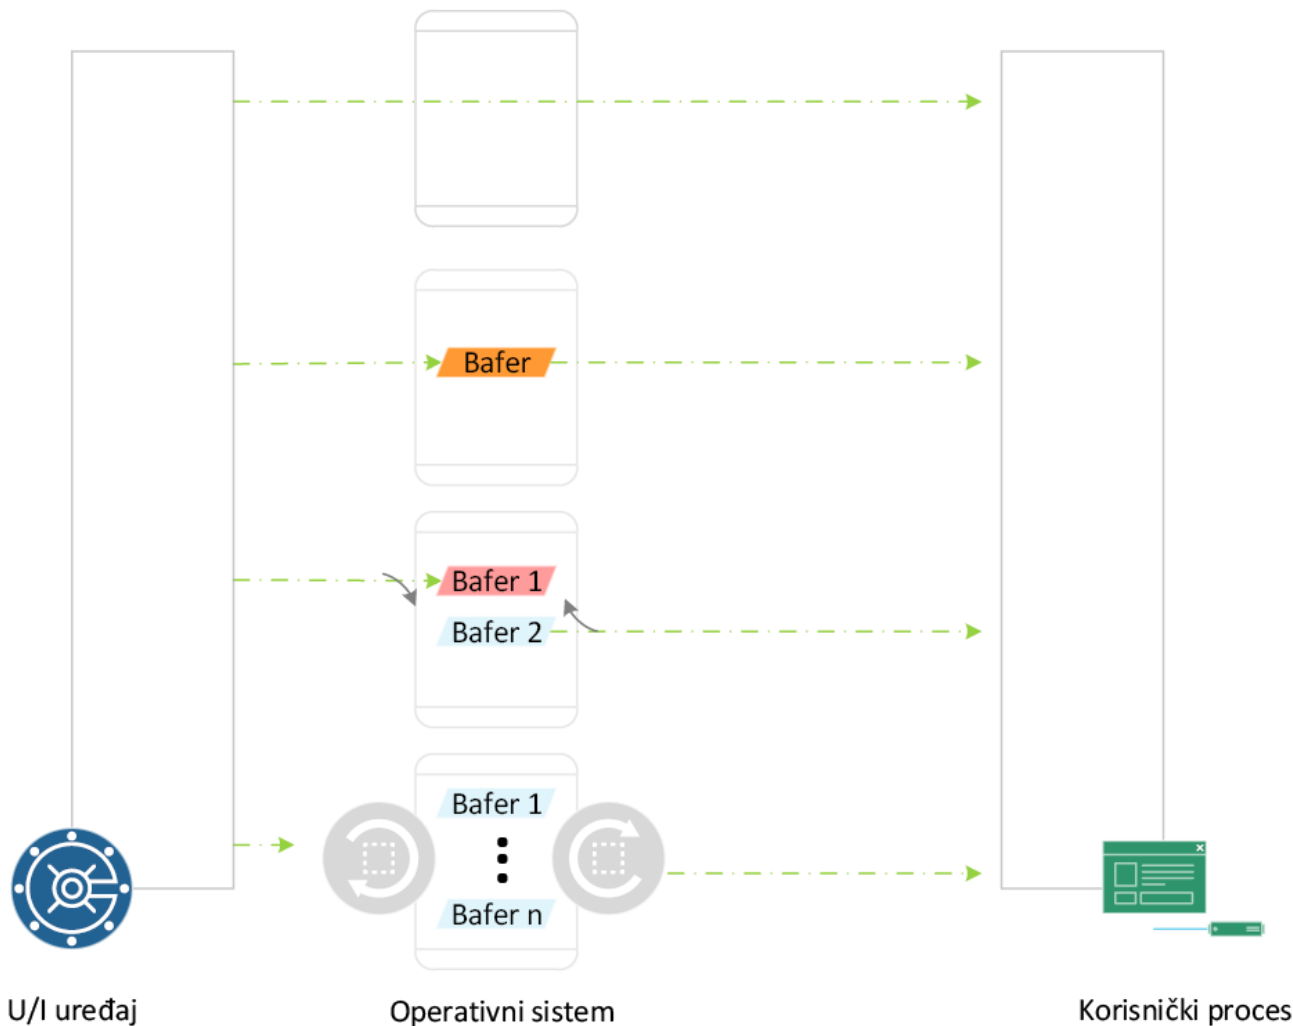 Bafer
Bafer 1
Bafer 2
Bafer 1
Bafer n
U/I uređaj
Operativni sistem
Korisnički proces